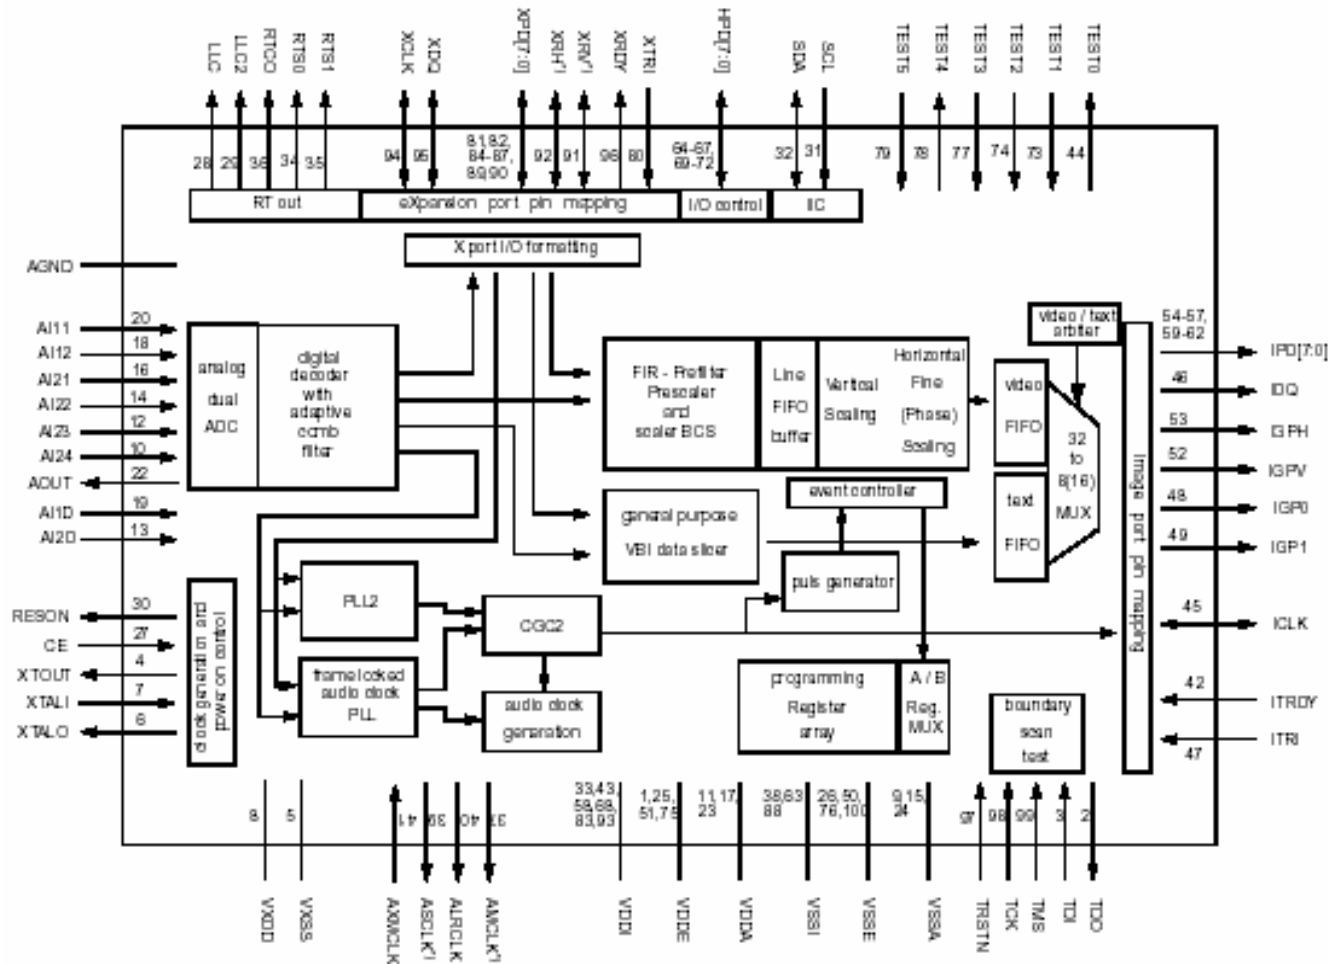 LLC
LLC2
RTCO
RTS0
RTS1
XCLK
XDQ
XPD[7:0]
XRH*)
XRV*)
XRDY
XTRI
HPD[7:0]
SDA
SCL
TEST5
TEST4
TEST3
TEST2
TEST1
TEST0
28
29
36
34
35
94
95
81,82,
84-87,
89,90
92
91
96
80
64-67,
69-72
32
31
79
78
77
74
73
44
RT out
eXpansion port pin mapping
I/O control
IIC
X port I/O formatting
AGND
AI11
20
AI12
18
AI21
16
AI22
14
AI23
12
AI24
10
AOUT
22
AI1D
19
AI2D
13
analog
dual
ADC
digital
decoder
with
adaptive
comb
filter
FIR - Prefilter
Prescaler
and
scaler BCS
Line
FIFO
buffer
Vertical
Scaling
Horizontal
Fine
(Phase)
Scaling
video / text
arbiter
video
FIFO
text
FIFO
32
to
8(16)
MUX
image port pin mapping
54-57,
59-62
IPD[7:0]
46
IDQ
53
IGPH
52
IGPV
48
IGP0
49
IGP1
45
ICLK
42
ITRDY
47
ITRI
event controller
general purpose
VBI data slicer
puls generator
RESON
30
CE
27
XTOUT
4
XTALI
7
XTALO
6
clock generation and
power on control
PLL2
CGC2
frame locked
audio clock
PLL
audio clock
generation
programming
Register
array
A / B
Reg.
MUX
boundary
scan
test
8
5
41
39
40
37
33,43,
58,68,
83,93
1,25,
51,75
11,17,
23
38,63
88
26,50,
76,100
9,15,
24
97
98
99
3
2
VXDD
VXSS
AXMCLK
ASCLK*)
ALRCLK
AMCLK*)
VDDI
VDDE
VDDA
VSSI
VSSE
VSSA
TRSTN
TCK
TMS
TDI
TDO